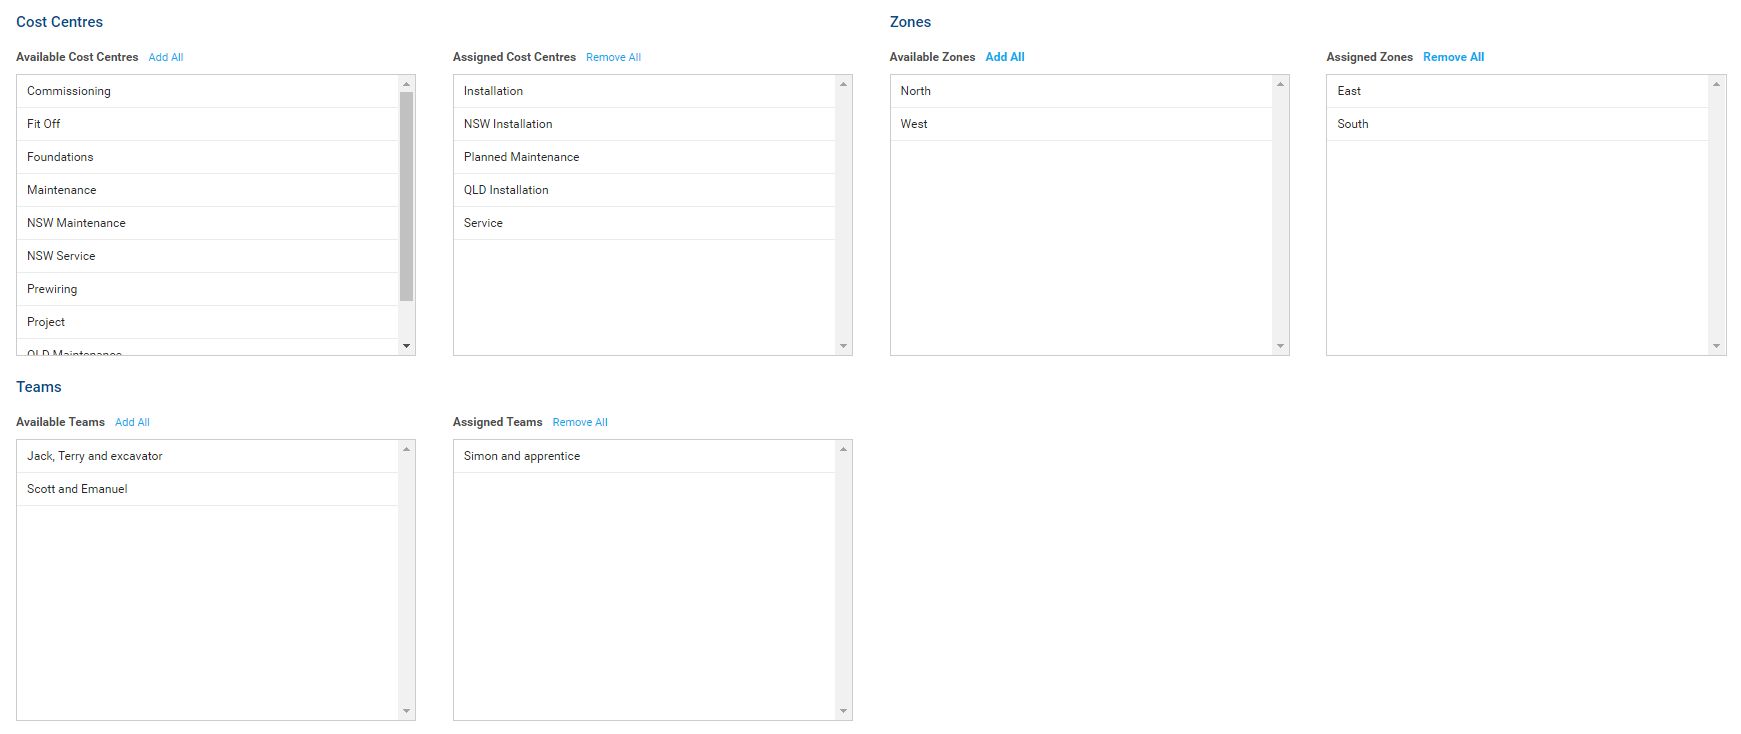 Cost Centres
Available Cost Centres Add All
Commissioning
Fit Off
Foundations
Maintenance
NSW Maintenance
NSW Service
Prewiring
Project
QLD Maintenance
Assigned Cost Centres Remove All
Installation
NSW Installation
Planned Maintenance
QLD Installation
Service
Zones
Available Zones Add All
North
West
Assigned Zones Remove All
East
South
Teams
Available Teams Add All
Jack, Terry and excavator
Scott and Emanuel
Assigned Teams Remove All
Simon and apprentice